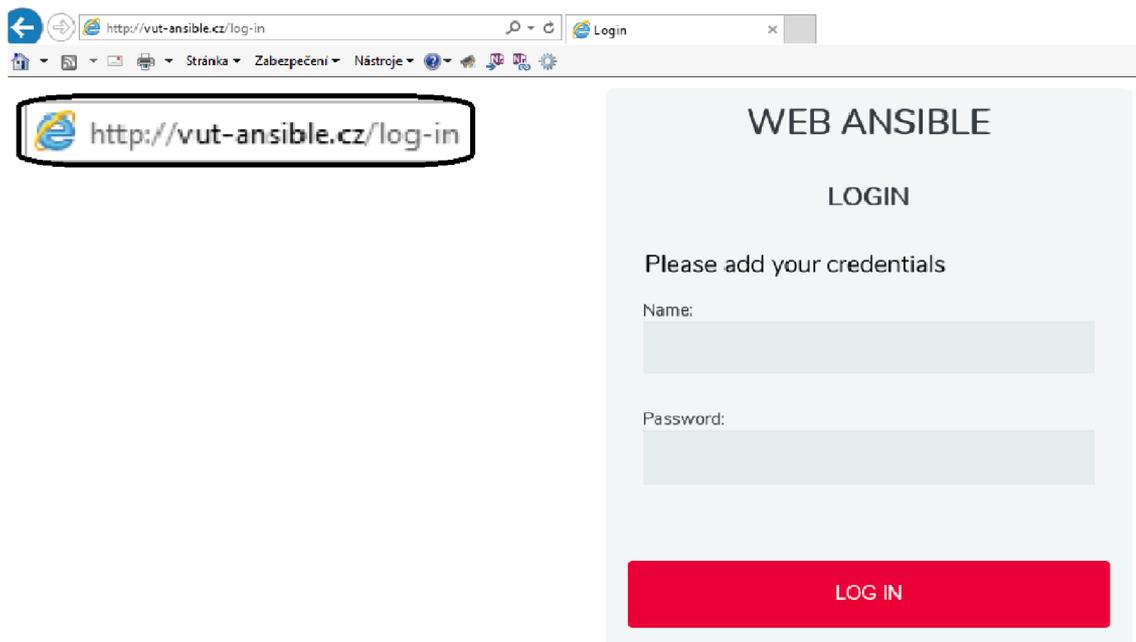 http://vut-ansible.cz/log-in
Login
Stránka
Zabezpečení
Nástroje
http://vut-ansible.cz/log-in
WEB ANSIBLE
LOGIN
Please add your credentials
Name:
Password:
LOG IN